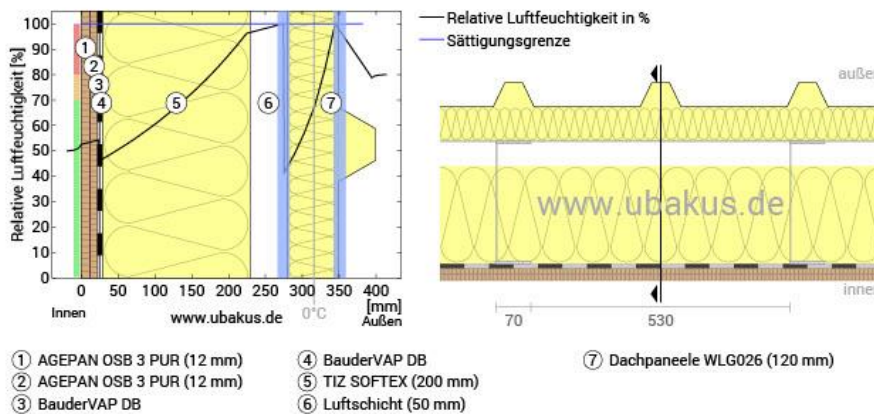 Relative Luftfeuchtigkeit [%]
100
90
80
70
60
50
40
30
20
10
0
1
2
3
4
5
6
7
0 50 100 150 200 250 300 350 400 [mm]
Innen www.ubakus.de 0°C Außen
Relative Luftfeuchtigkeit in %
Sättigungsgrenze
außen
www.ubakus.de
innen
70 530
1 AGEPAN OSB 3 PUR (12 mm)
2 AGEPAN OSB 3 PUR (12 mm)
3 BauderVAP DB
4 BauderVAP DB
5 TIZ SOFTEX (200 mm)
6 Luftschicht (50 mm)
7 Dachpaneele WLG026 (120 mm)